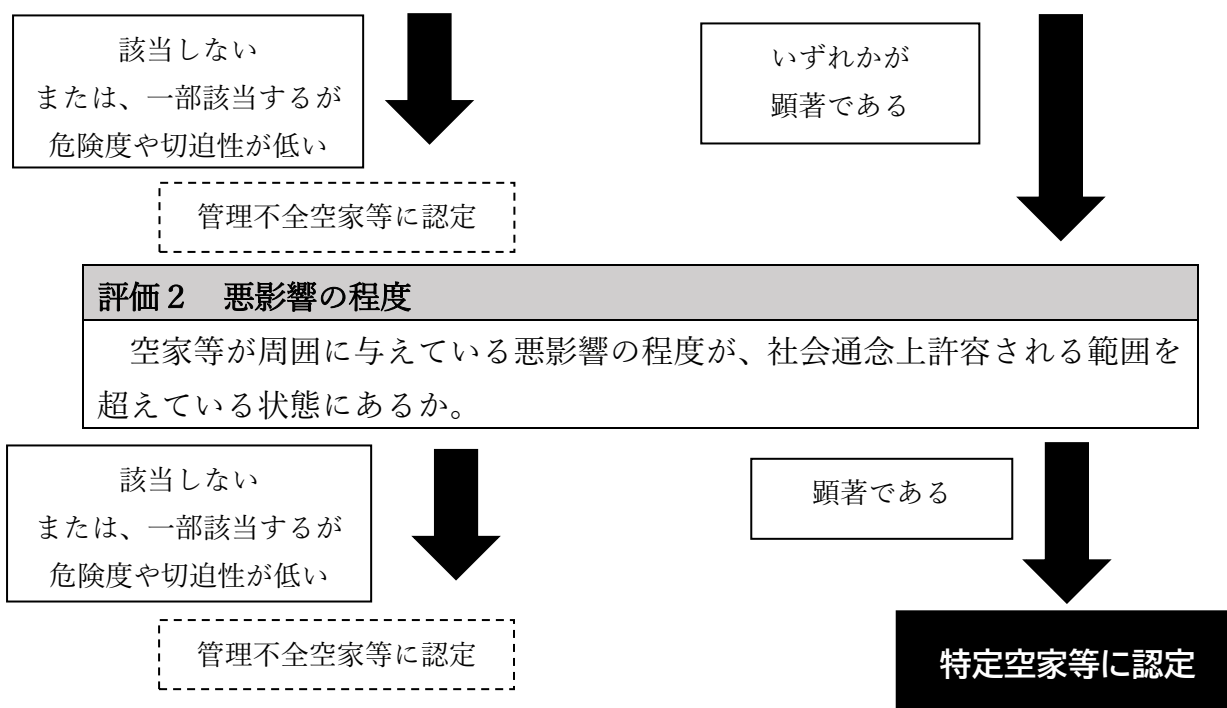 該当しない
または、一部該当するが
危険度や切迫性が低い
いずれかが
顕著である
管理不全空家等に認定
評価２　悪影響の程度
空家等が周囲に与えている悪影響の程度が、社会通念上許容される範囲を
超えている状態にあるか。
該当しない
または、一部該当するが
危険度や切迫性が低い
顕著である
管理不全空家等に認定
特定空家等に認定